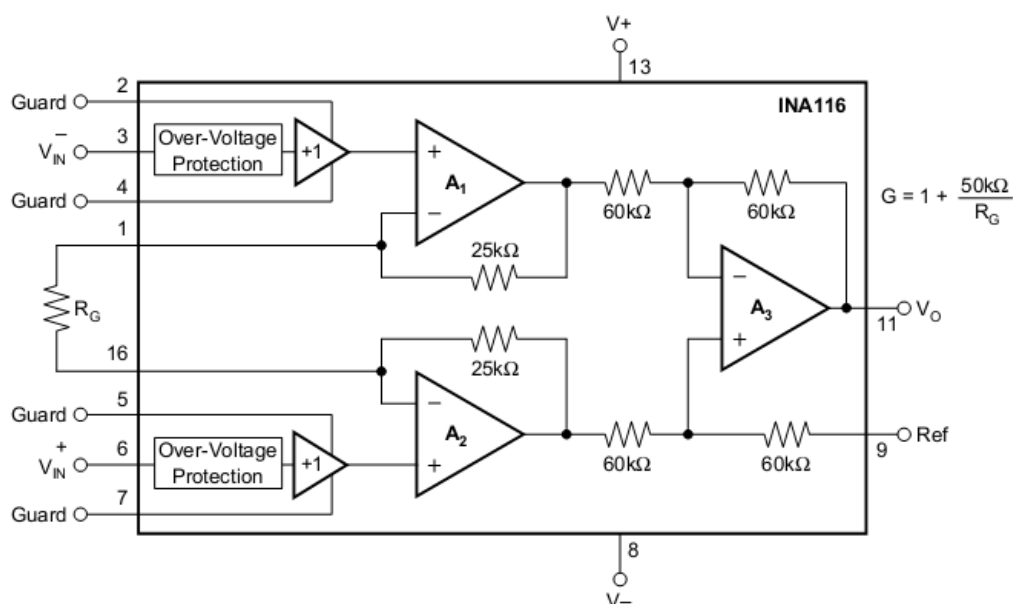 V+
13
INA116
2
Guard
3
V⁻IN
Over-Voltage
Protection
+1
4
Guard
1
+
A1
−
60kΩ
60kΩ
G = 1 + 50kΩ
RG
25kΩ
RG
−
A3
+
11
VO
16
25kΩ
5
Guard
6
V⁺IN
Over-Voltage
Protection
+1
7
Guard
−
A2
+
60kΩ
60kΩ
9
Ref
8
V−